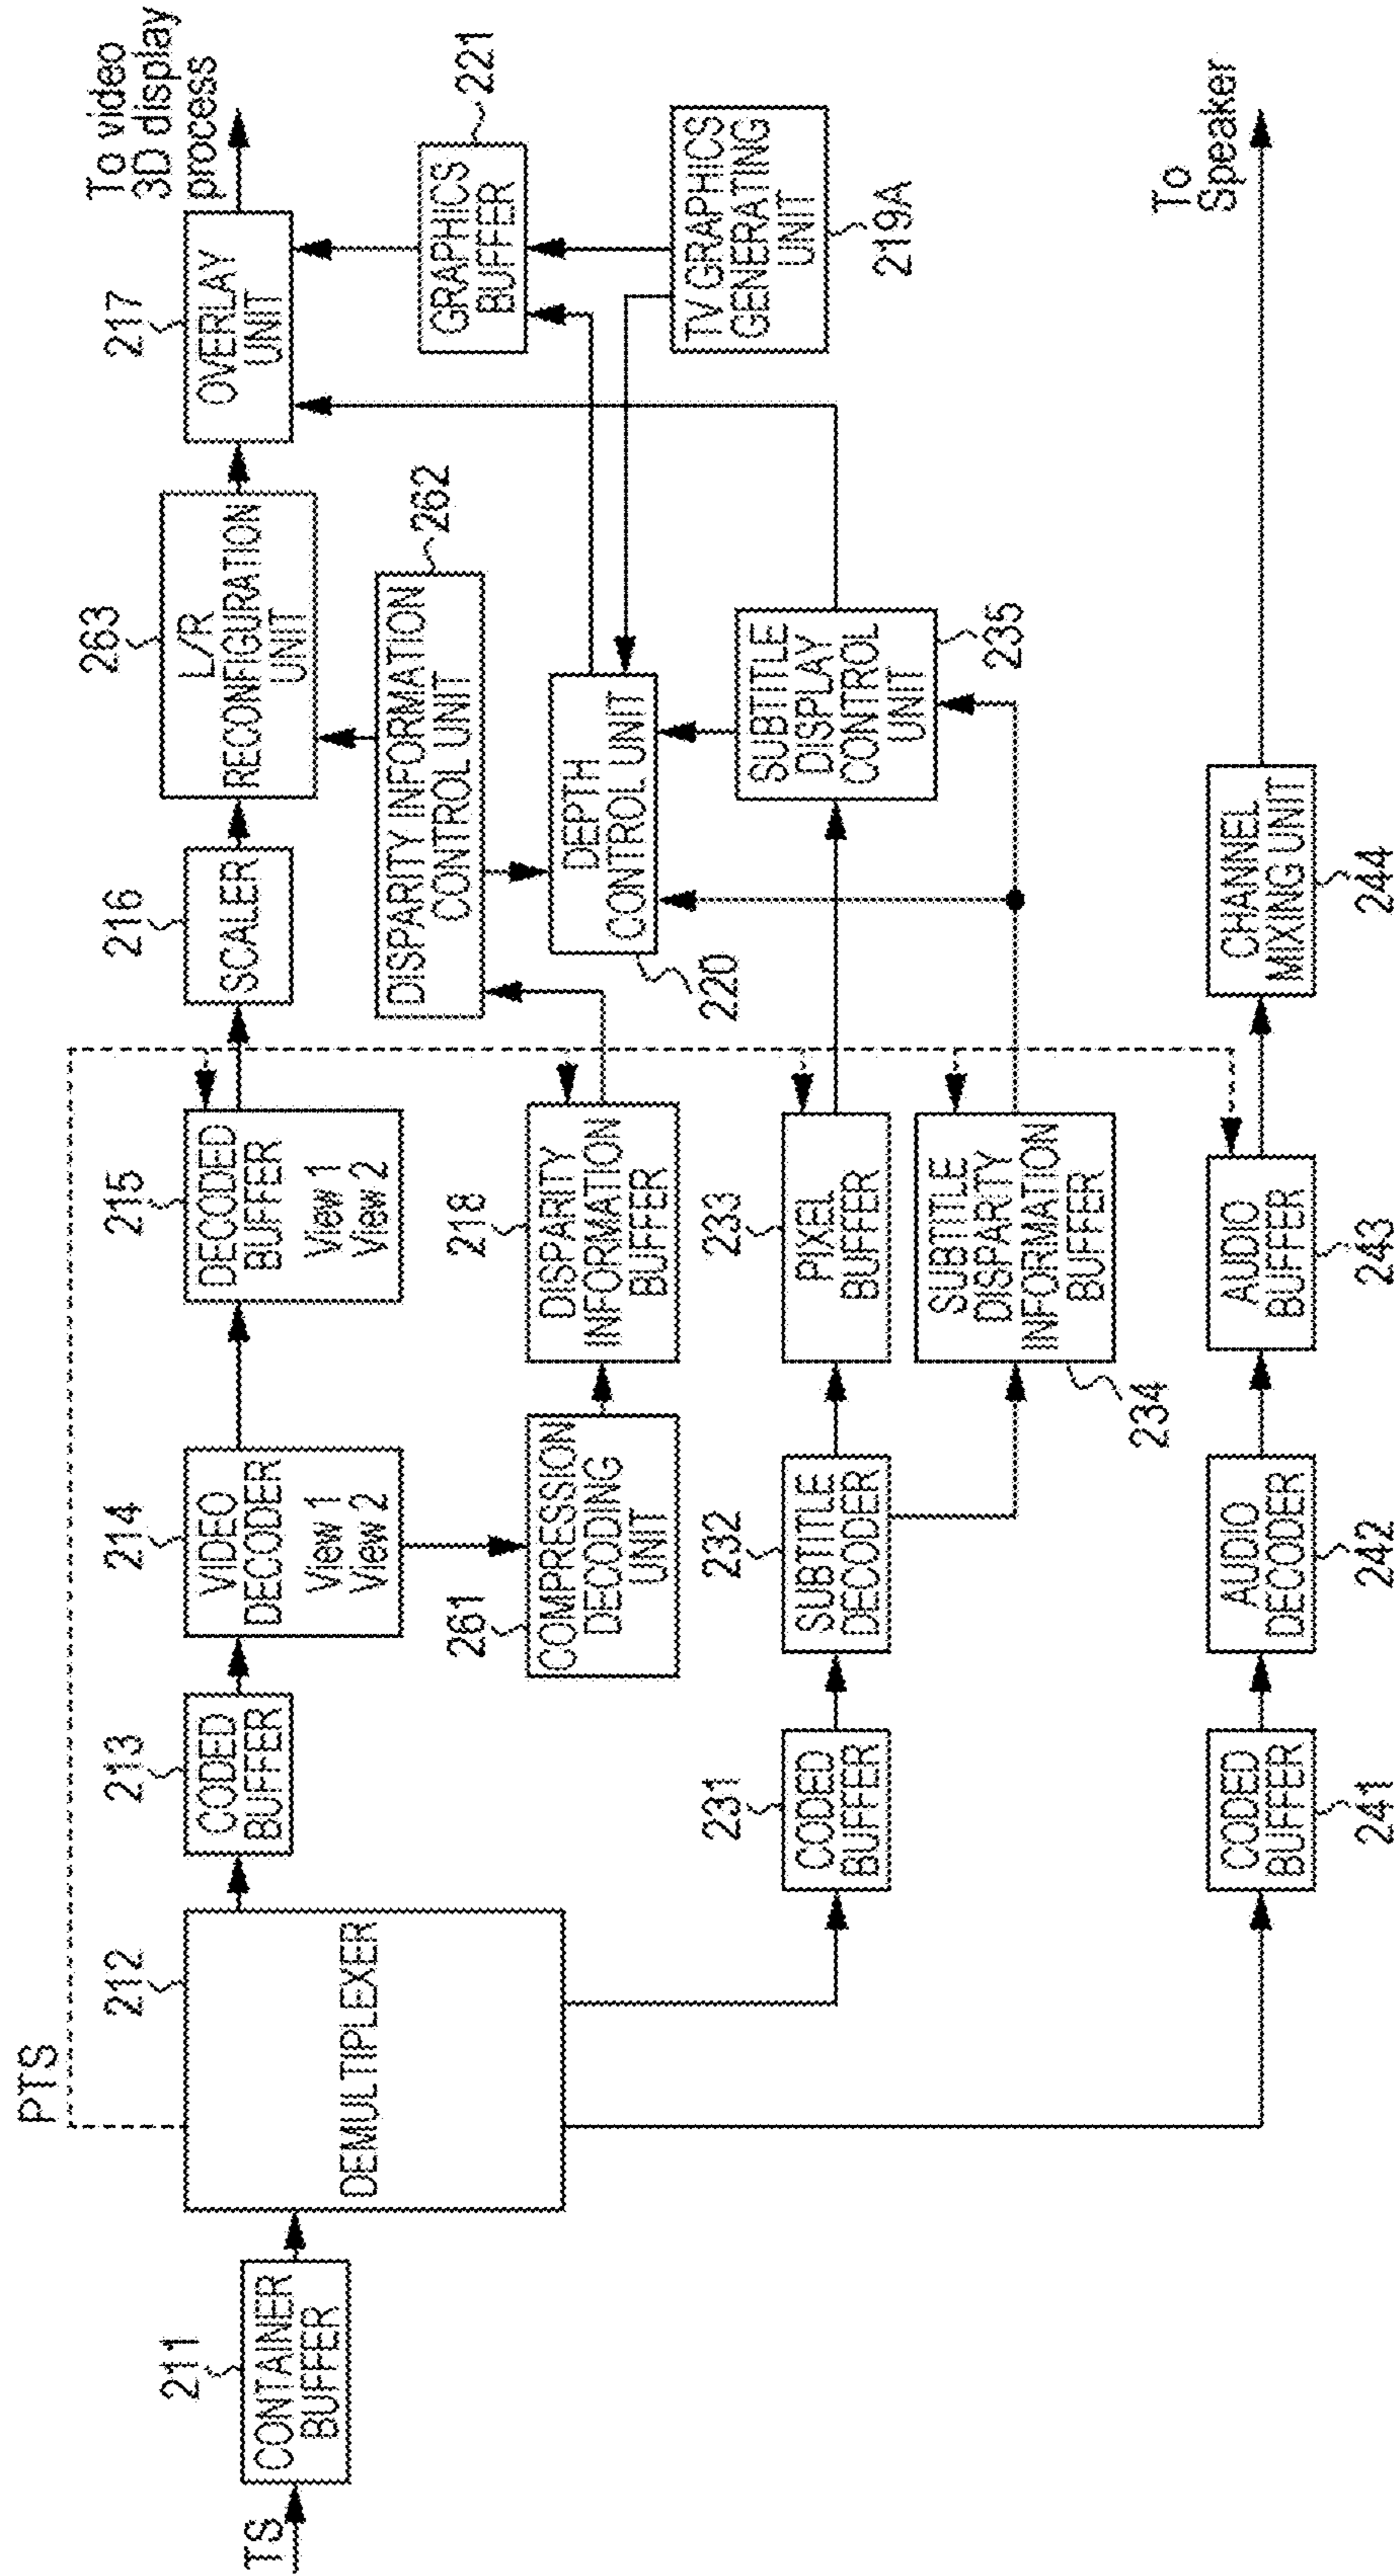 PTS
TS
211
CONTAINER
BUFFER
212
DEMULTIPLEXER
213
CODED
BUFFER
214
VIDEO
DECODER
View 1
View 2
215
DECODED
BUFFER
View 1
View 2
216
SCALER
263
L/R
RECONFIGURATION
UNIT
217
OVERLAY
UNIT
To video
3D display
process
261
COMPRESSION
DECODING
UNIT
218
DISPARITY
INFORMATION
BUFFER
262
DISPARITY INFORMATION
CONTROL UNIT
221
GRAPHICS
BUFFER
DEPTH
CONTROL UNIT
220
TV GRAPHICS
GENERATING
UNIT
219A
231
CODED
BUFFER
232
SUBTITLE
DECODER
233
PIXEL
BUFFER
SUBTITLE
DISPARITY
INFORMATION
BUFFER
234
SUBTITLE
DISPLAY
CONTROL
UNIT
235
CODED
BUFFER
241
AUDIO
DECODER
242
AUDIO
BUFFER
243
CHANNEL
MIXING UNIT
244
To
Speaker